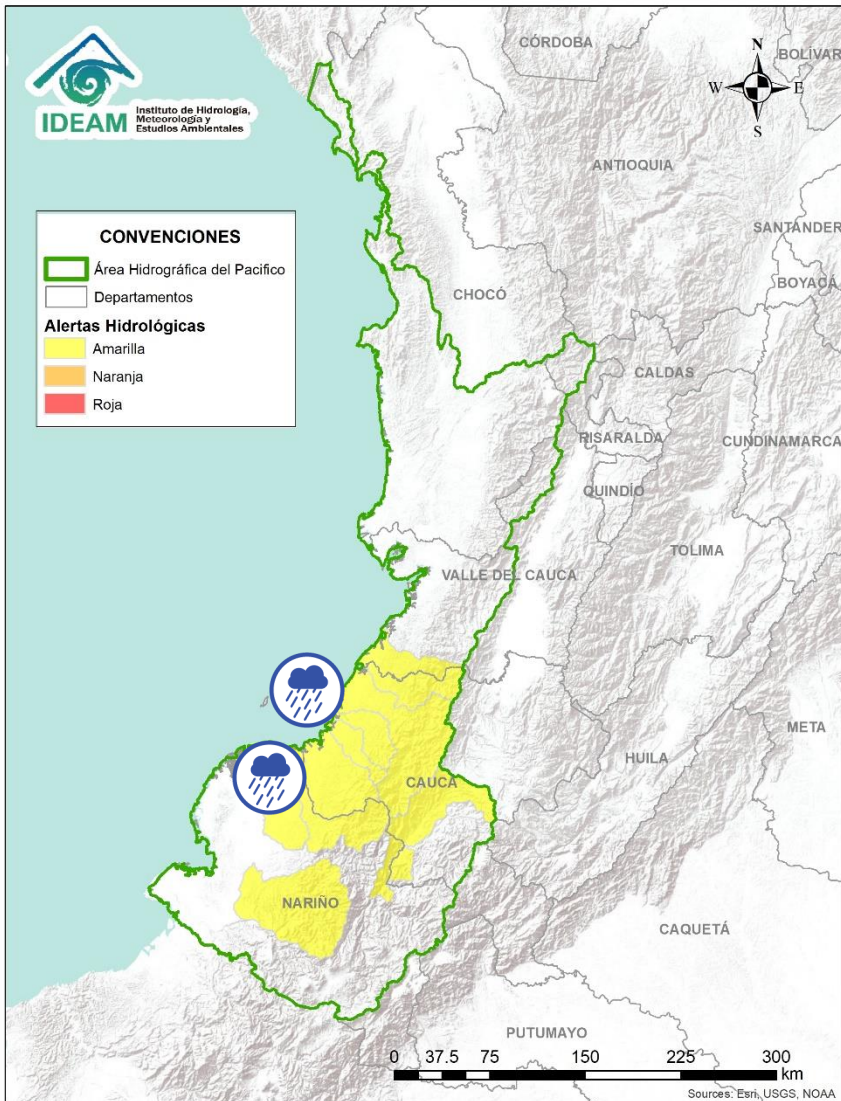 IDEAM
Instituto de Hidrología,
Meteorología y
Estudios Ambientales
CONVENCIONES
Área Hidrográfica del Pacifico
Departamentos
Alertas Hidrológicas
Amarilla
Naranja
Roja
N
W
E
S
CÓRDOBA
BOLÍVAR
ANTIOQUIA
SANTANDER
BOYACÁ
CHOCÓ
CALDAS
RISARALDA
CUNDINAMARCA
QUINDÍO
TOLIMA
VALLE DEL CAUCA
META
HUILA
CAUCA
NARIÑO
CAQUETÁ
PUTUMAYO
0 37.5 75 150 225 300
km
Sources: Esri, USGS, NOAA